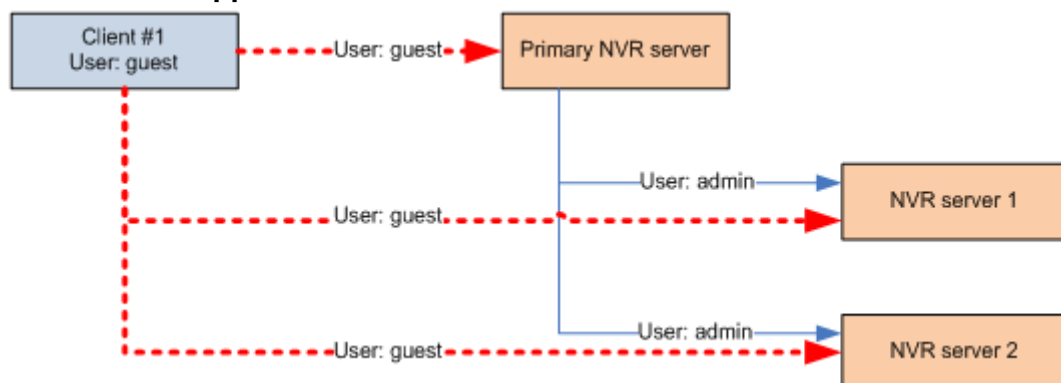 Client #1
User: guest
User: guest
Primary NVR server
User: admin
NVR server 1
User: guest
User: admin
NVR server 2
User: guest